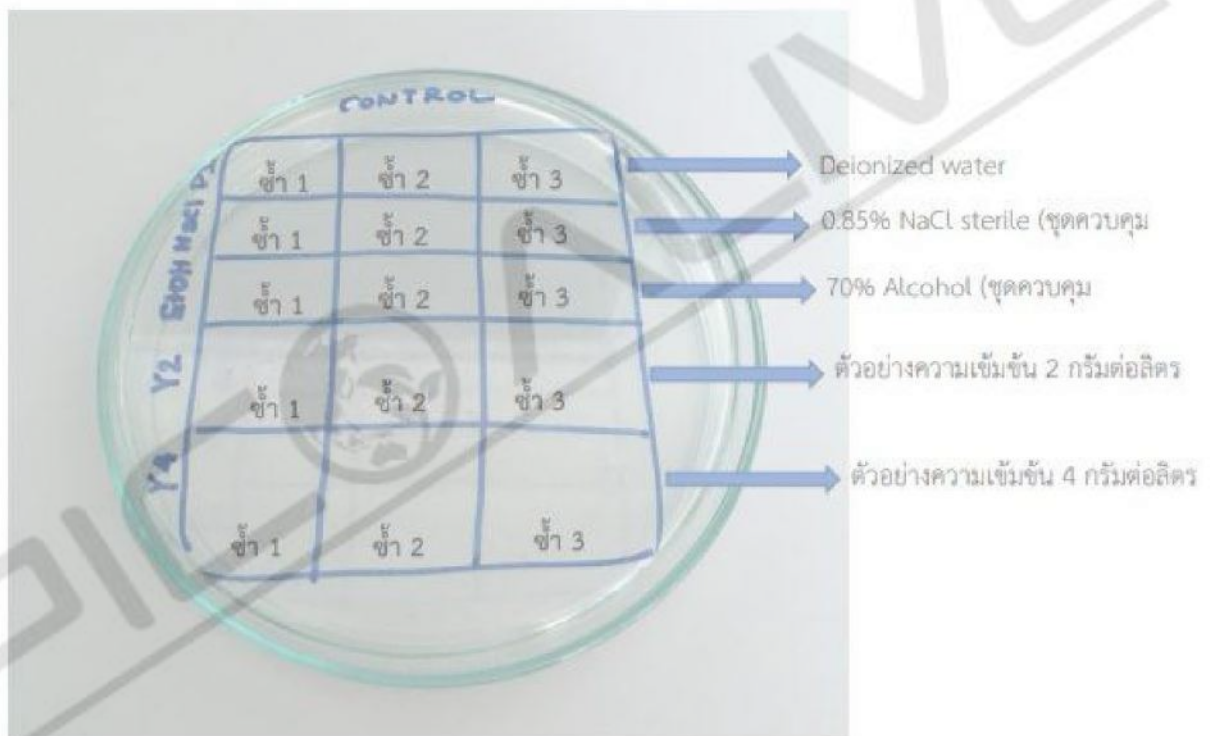 CONTROL
ซ้ำ 1 ซ้ำ 2 ซ้ำ 3 Deionized water
ซ้ำ 1 ซ้ำ 2 ซ้ำ 3 0.85% NaCl sterile (ชุดควบคุม
ซ้ำ 1 ซ้ำ 2 ซ้ำ 3 70% Alcohol (ชุดควบคุม
EtOH NaCl DI
Y2
ซ้ำ 1 ซ้ำ 2 ซ้ำ 3 ตัวอย่างความเข้มข้น 2 กรัมต่อลิตร
Y4
ซ้ำ 1 ซ้ำ 2 ซ้ำ 3 ตัวอย่างความเข้มข้น 4 กรัมต่อลิตร